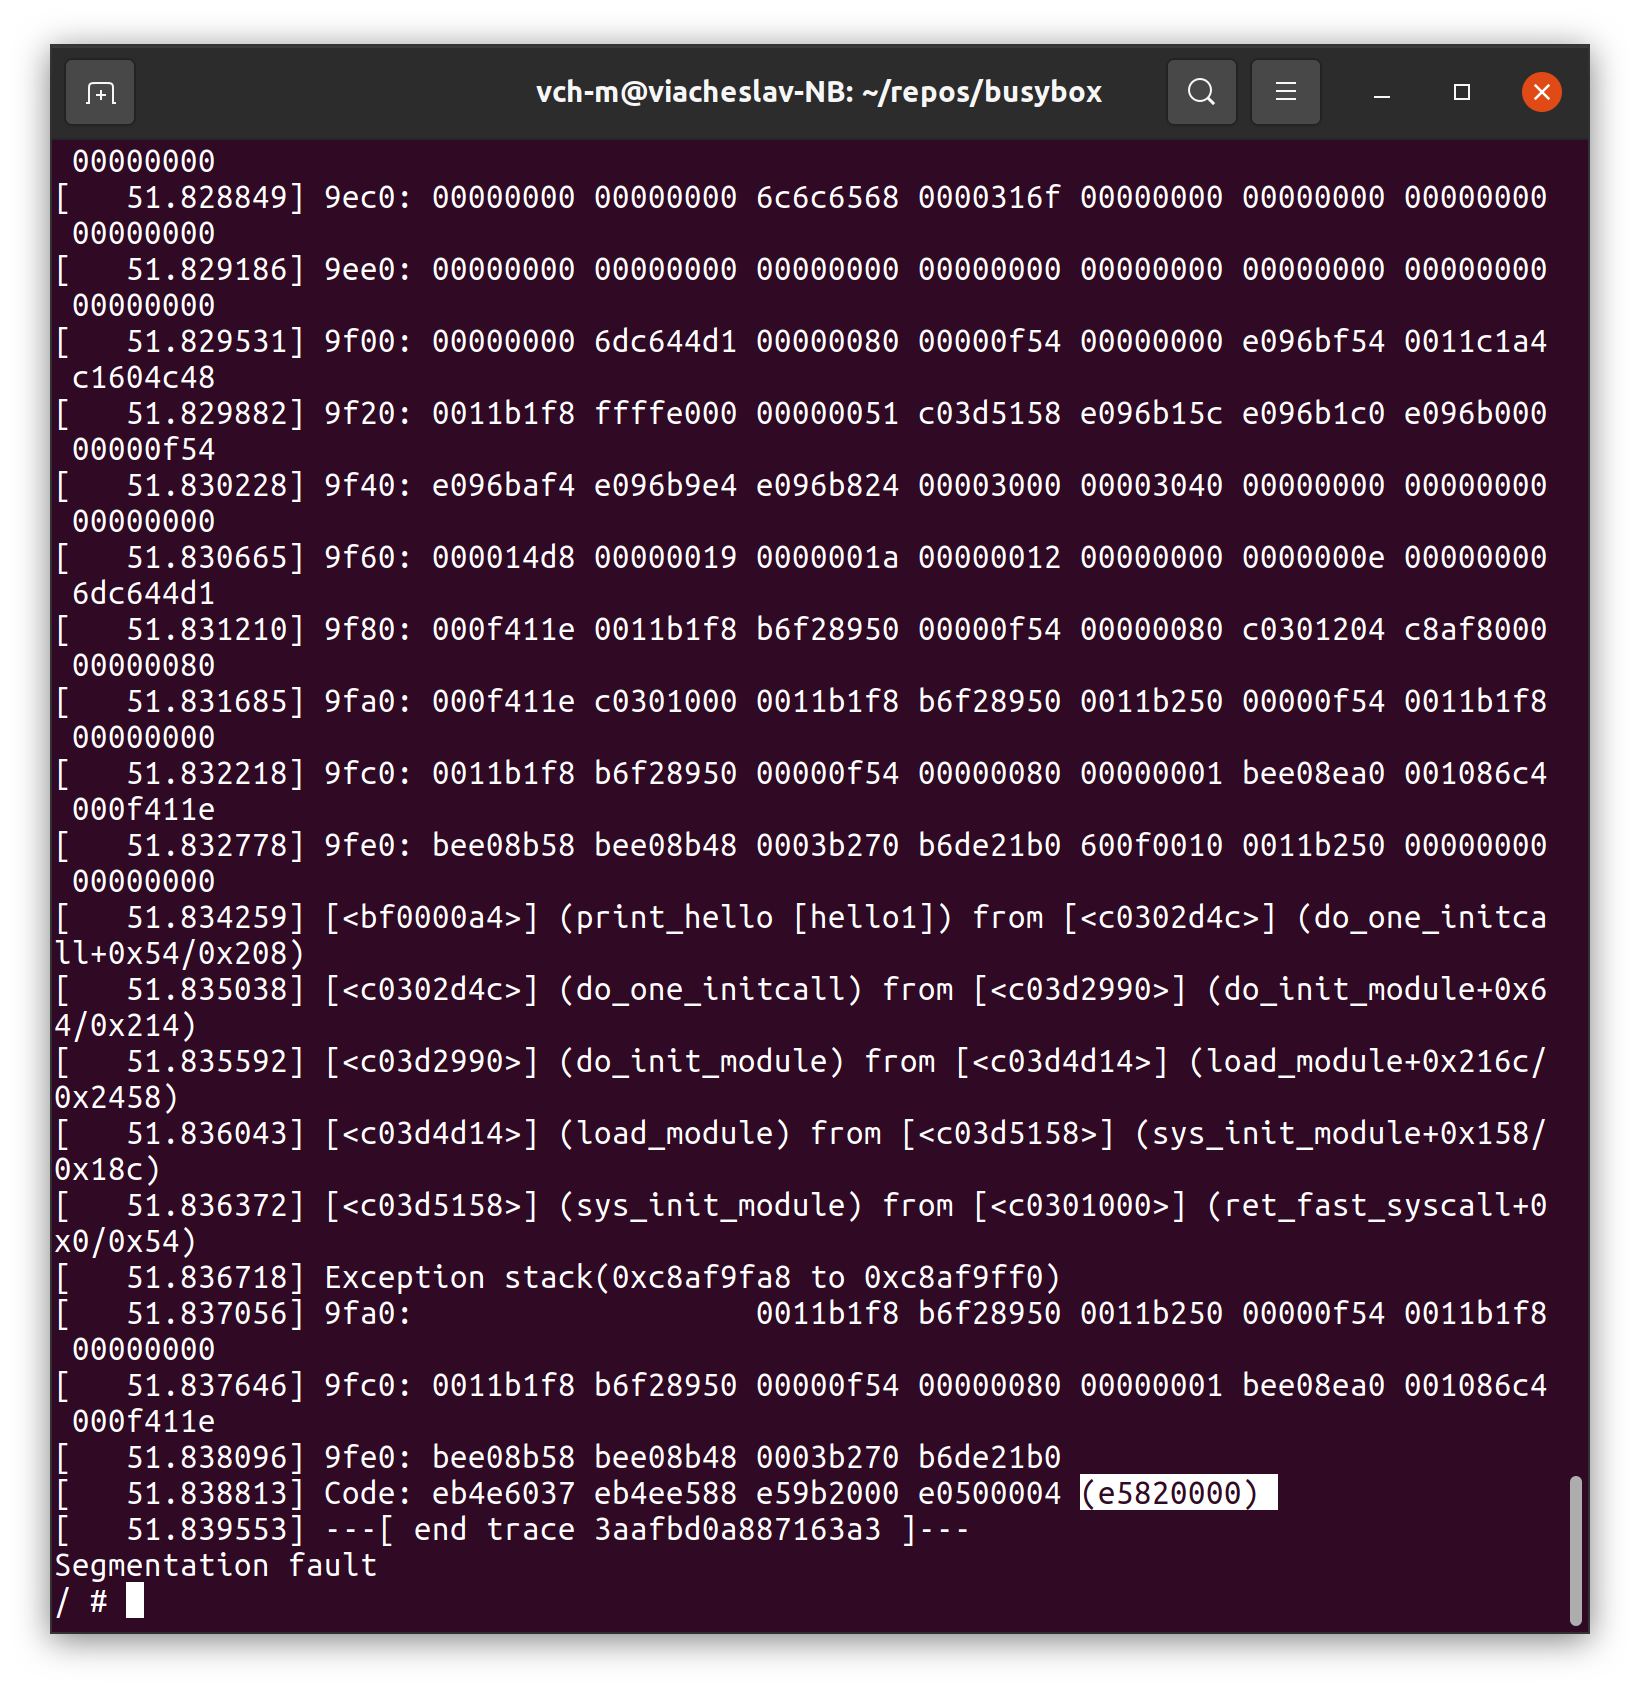 vch-m@viacheslav-NB: ~/repos/busybox
 00000000
[   51.828849] 9ec0: 00000000 00000000 6c6c6568 0000316f 00000000 00000000 00000000
 00000000
[   51.829186] 9ee0: 00000000 00000000 00000000 00000000 00000000 00000000 00000000
 00000000
[   51.829531] 9f00: 00000000 6dc644d1 00000080 00000f54 00000000 e096bf54 0011c1a4
 c1604c48
[   51.829882] 9f20: 0011b1f8 ffffe000 00000051 c03d5158 e096b15c e096b1c0 e096b000
 00000f54
[   51.830228] 9f40: e096baf4 e096b9e4 e096b824 00003000 00003040 00000000 00000000
 00000000
[   51.830665] 9f60: 000014d8 00000019 0000001a 00000012 00000000 0000000e 00000000
 6dc644d1
[   51.831210] 9f80: 000f411e 0011b1f8 b6f28950 00000f54 00000080 c0301204 c8af8000
 00000080
[   51.831685] 9fa0: 000f411e c0301000 0011b1f8 b6f28950 0011b250 00000f54 0011b1f8
 00000000
[   51.832218] 9fc0: 0011b1f8 b6f28950 00000f54 00000080 00000001 bee08ea0 001086c4
 000f411e
[   51.832778] 9fe0: bee08b58 bee08b48 0003b270 b6de21b0 600f0010 0011b250 00000000
 00000000
[   51.834259] [<bf0000a4>] (print_hello [hello1]) from [<c0302d4c>] (do_one_initca
ll+0x54/0x208)
[   51.835038] [<c0302d4c>] (do_one_initcall) from [<c03d2990>] (do_init_module+0x6
4/0x214)
[   51.835592] [<c03d2990>] (do_init_module) from [<c03d4d14>] (load_module+0x216c/
0x2458)
[   51.836043] [<c03d4d14>] (load_module) from [<c03d5158>] (sys_init_module+0x158/
0x18c)
[   51.836372] [<c03d5158>] (sys_init_module) from [<c0301000>] (ret_fast_syscall+0
x0/0x54)
[   51.836718] Exception stack(0xc8af9fa8 to 0xc8af9ff0)
[   51.837056] 9fa0:                   0011b1f8 b6f28950 0011b250 00000f54 0011b1f8
 00000000
[   51.837646] 9fc0: 0011b1f8 b6f28950 00000f54 00000080 00000001 bee08ea0 001086c4
 000f411e
[   51.838096] 9fe0: bee08b58 bee08b48 0003b270 b6de21b0
[   51.838813] Code: eb4e6037 eb4ee588 e59b2000 e0500004 (e5820000)
[   51.839553] ---[ end trace 3aafbd0a887163a3 ]---
Segmentation fault
/ #